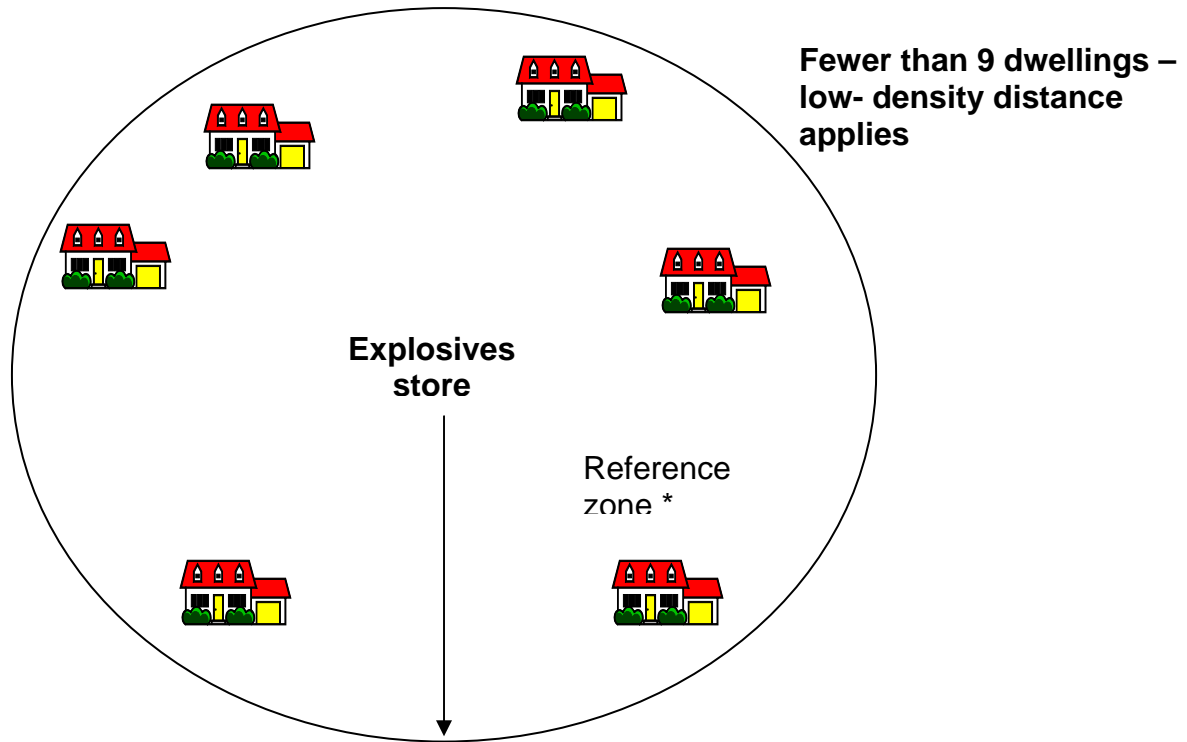 Fewer than 9 dwellings –
low- density distance
applies
Explosives
store
Reference
zone *